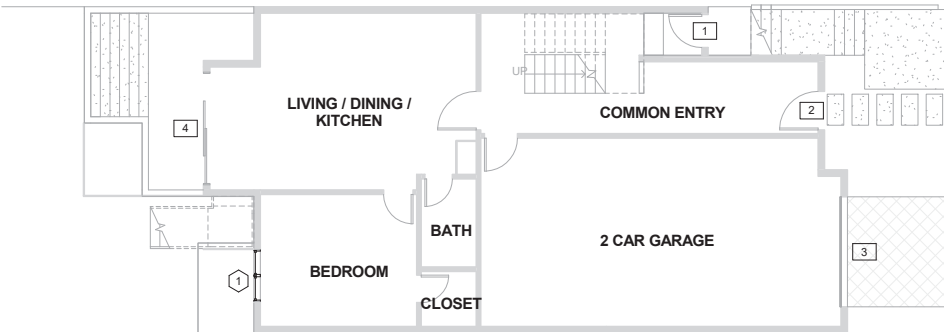 1
UP
LIVING / DINING /
KITCHEN
COMMON ENTRY
2
4
BATH
2 CAR GARAGE
3
BEDROOM
1
CLOSET